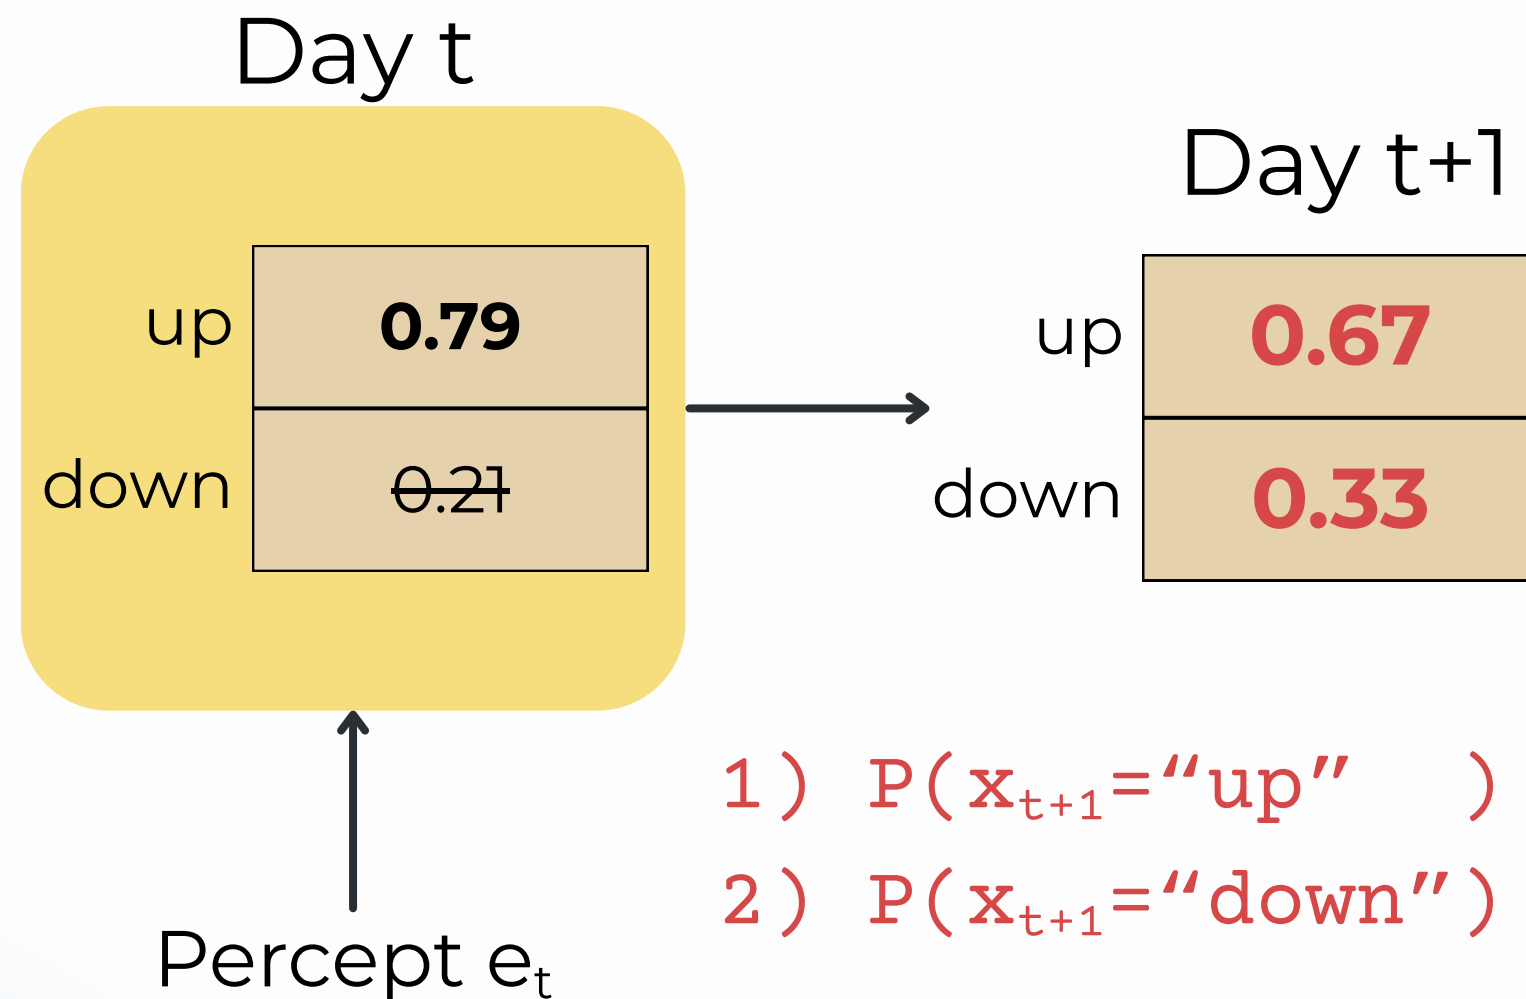 Day t
Day t+1
up 0.79
down 0.21
up 0.67
down 0.33
1) P(xₜ₊₁=“up” )
2) P(xₜ₊₁=“down”)
Percept eₜ